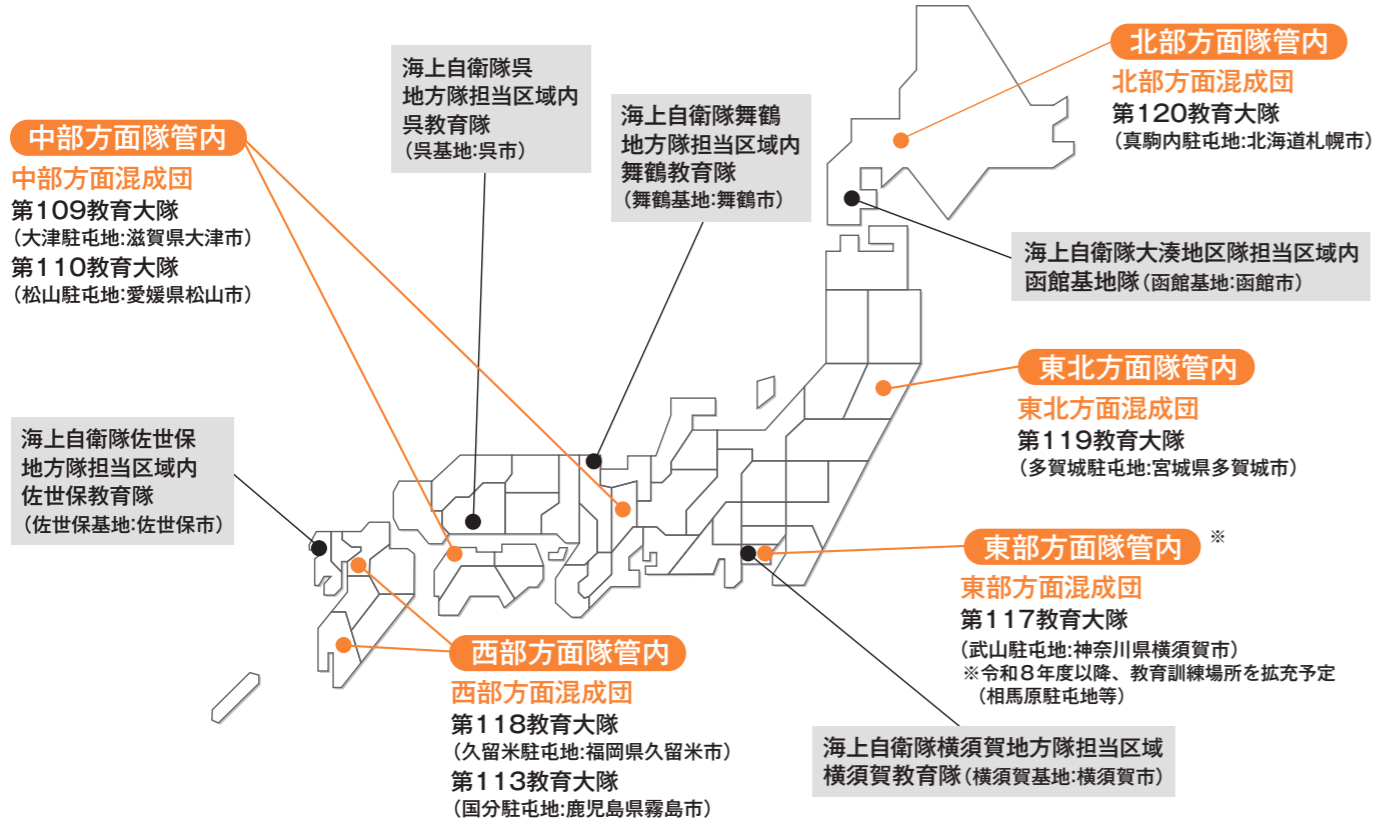 海上自衛隊呉
地方隊担当区域内
呉教育隊
(呉基地:呉市)
海上自衛隊舞鶴
地方隊担当区域内
舞鶴教育隊
(舞鶴基地:舞鶴市)
北部方面隊管内
北部方面混成団
第120教育大隊
(真駒内駐屯地:北海道札幌市)
中部方面隊管内
中部方面混成団
第109教育大隊
(大津駐屯地:滋賀県大津市)
第110教育大隊
(松山駐屯地:愛媛県松山市)
海上自衛隊大湊地区隊担当区域内
函館基地隊(函館基地:函館市)
東北方面隊管内
東北方面混成団
第119教育大隊
(多賀城駐屯地:宮城県多賀城市)
海上自衛隊佐世保
地方隊担当区域内
佐世保教育隊
(佐世保基地:佐世保市)
東部方面隊管内 ※
東部方面混成団
第117教育大隊
(武山駐屯地:神奈川県横須賀市)
※令和8年度以降、教育訓練場所を拡充予定
(相馬原駐屯地等)
西部方面隊管内
西部方面混成団
第118教育大隊
(久留米駐屯地:福岡県久留米市)
第113教育大隊
(国分駐屯地:鹿児島県霧島市)
海上自衛隊横須賀地方隊担当区域
横須賀教育隊(横須賀基地:横須賀市)